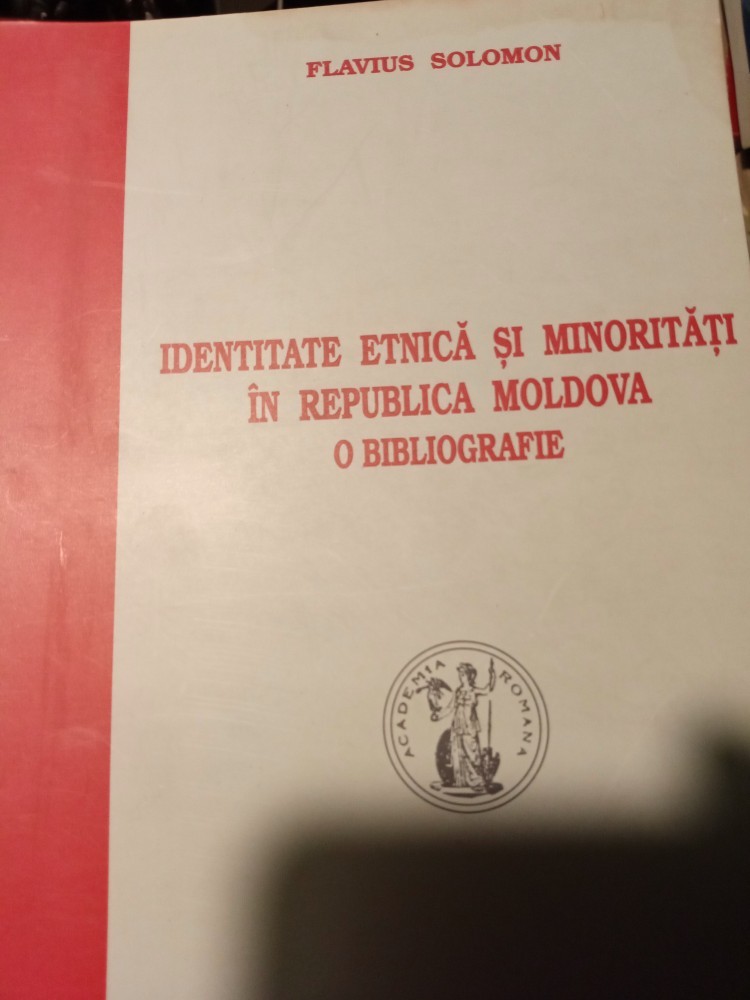 FLAVIUS SOLOMON
IDENTITATE ETNICĂ ȘI MINORITĂȚI
ÎN REPUBLICA MOLDOVA
O BIBLIOGRAFIE
ACADEMIA ROMANA